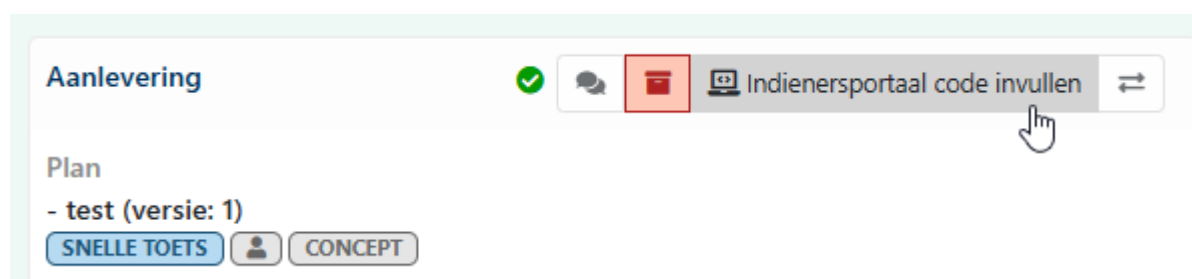 Aanlevering
Indienersportaal code invullen
Plan
- test (versie: 1)
SNELLE TOETS CONCEPT